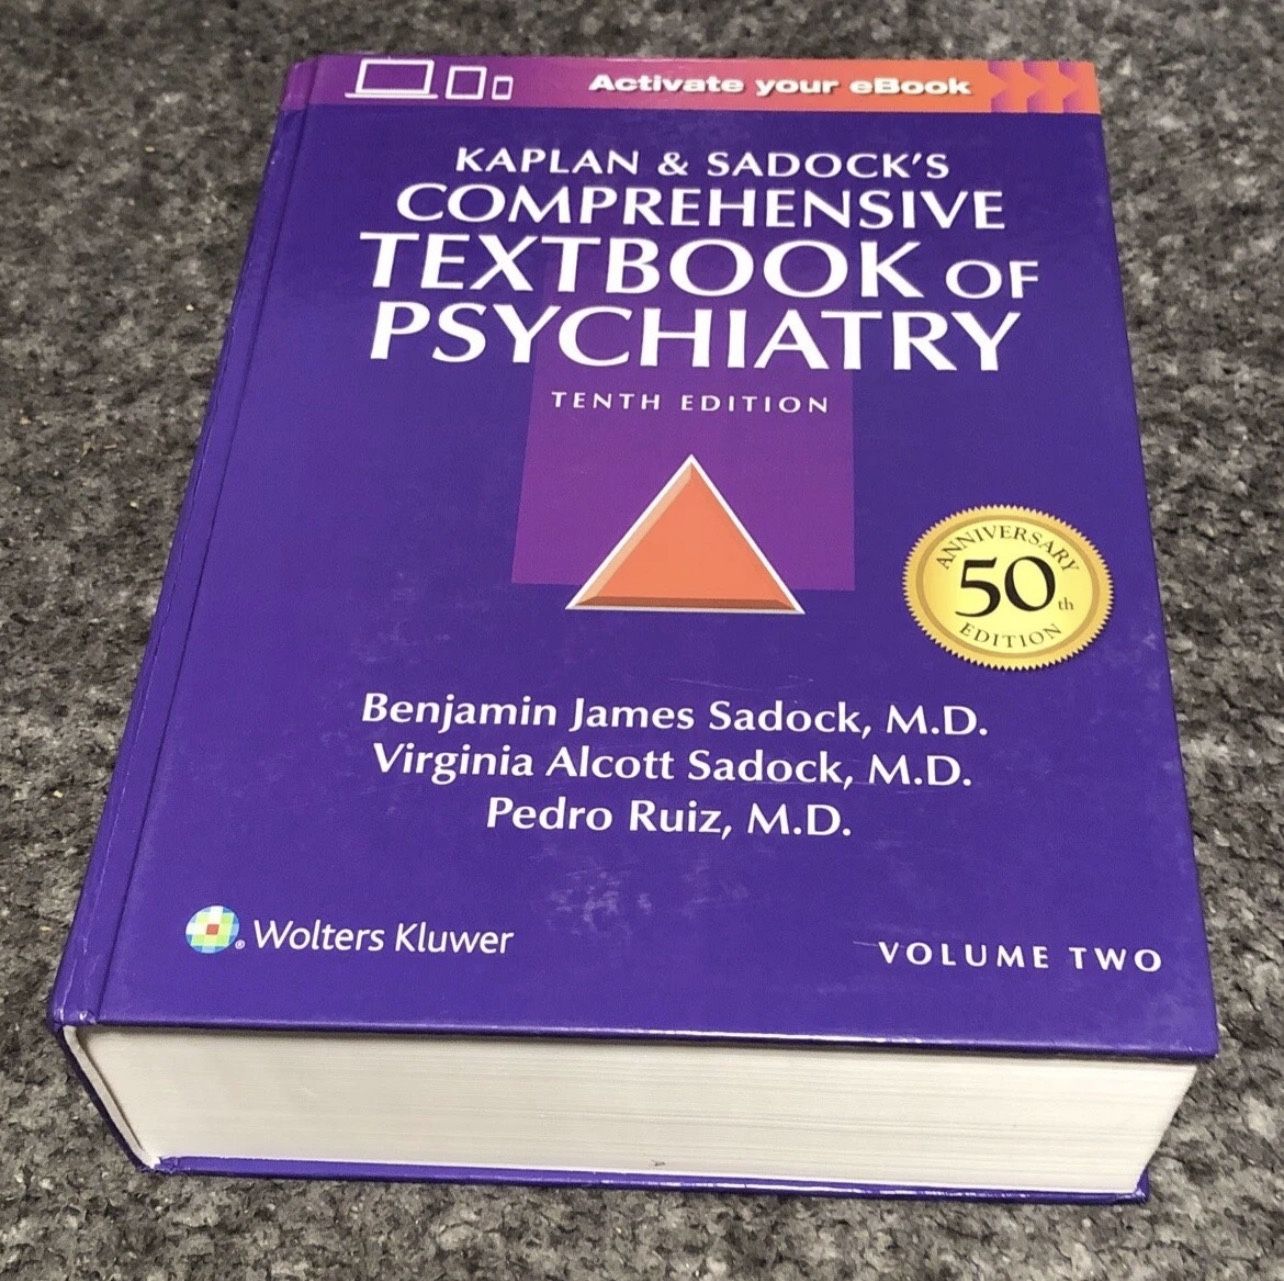 Activate your eBook
KAPLAN & SADOCK'S
COMPREHENSIVE
TEXTBOOK OF
PSYCHIATRY
TENTH EDITION
ANNIVERSARY
50th
EDITION
Benjamin James Sadock, M.D.
Virginia Alcott Sadock, M.D.
Pedro Ruiz, M.D.
Wolters Kluwer
VOLUME TWO